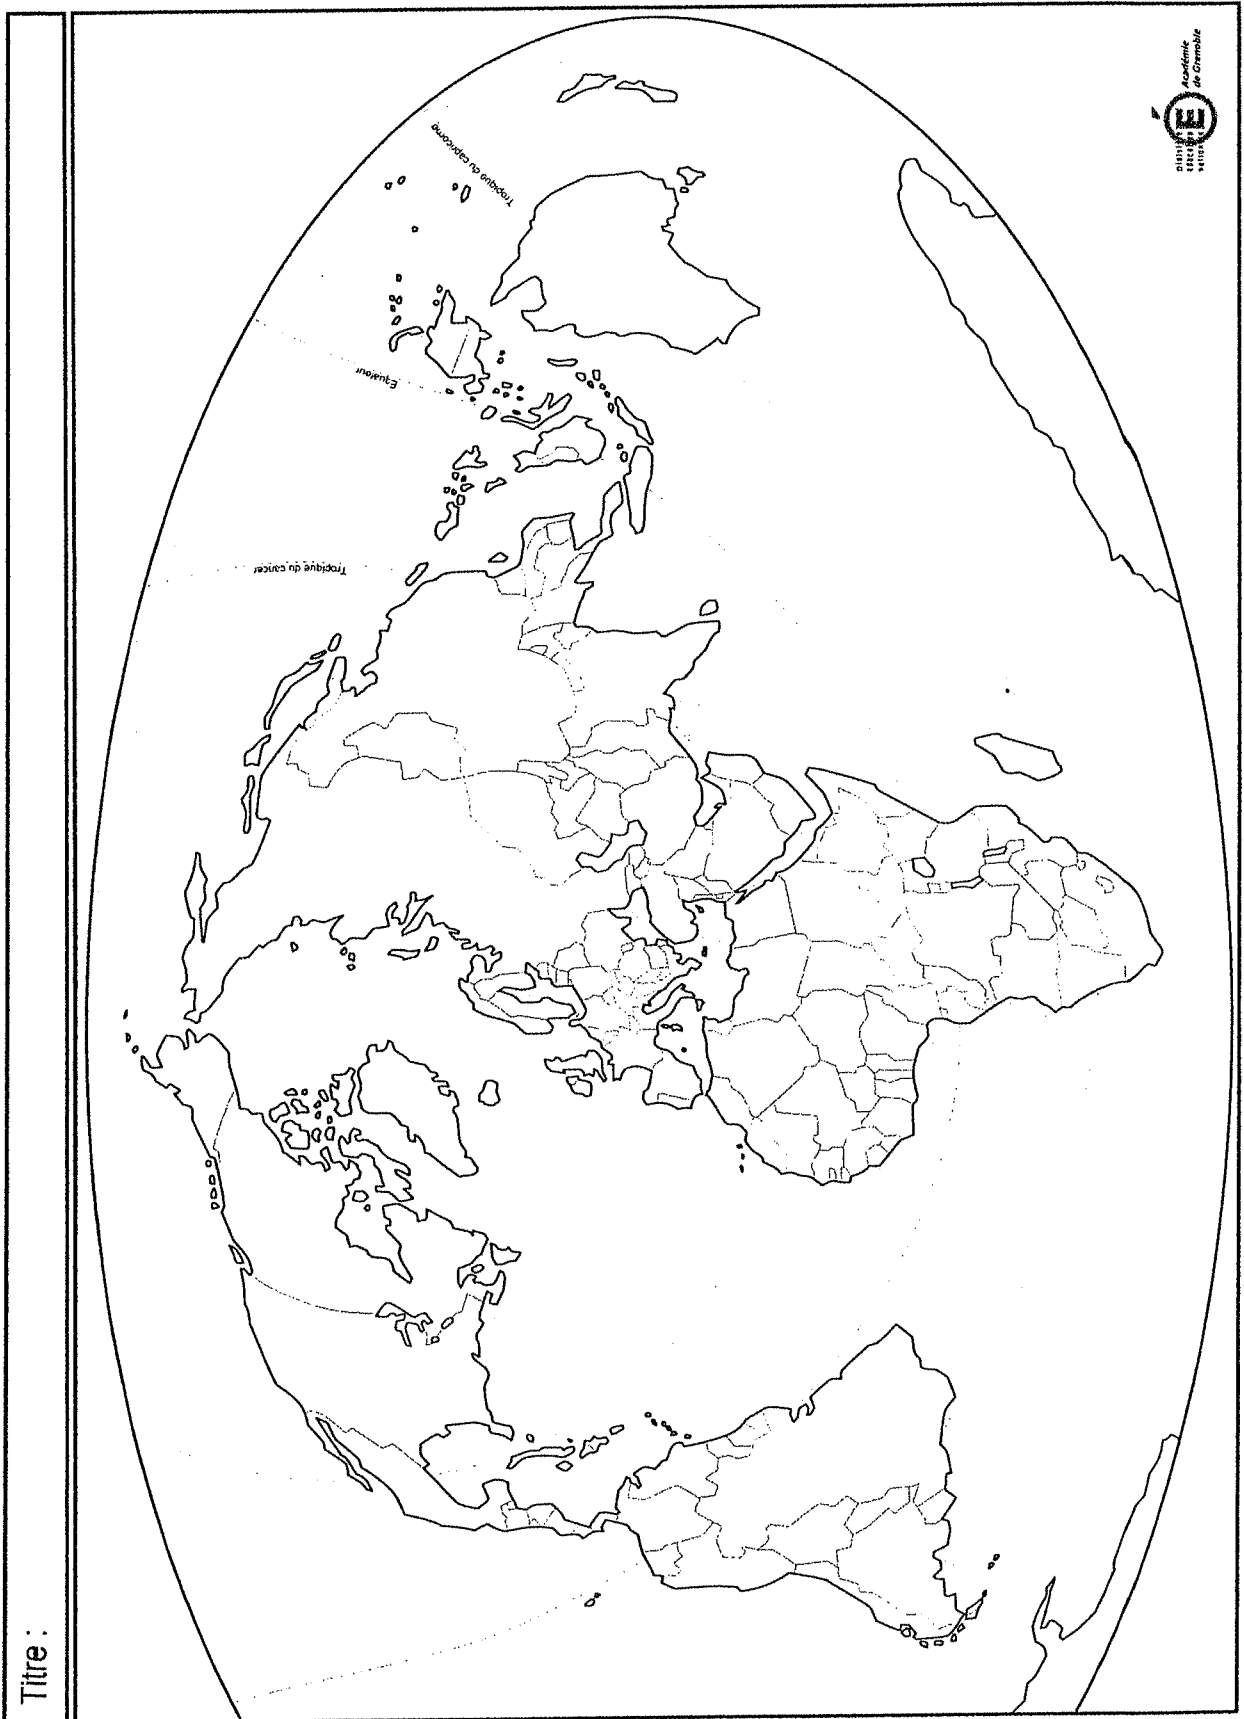 Titre :
Tropique du cancer
Equateur
Tropique du capricorne
Académie
de Grenoble